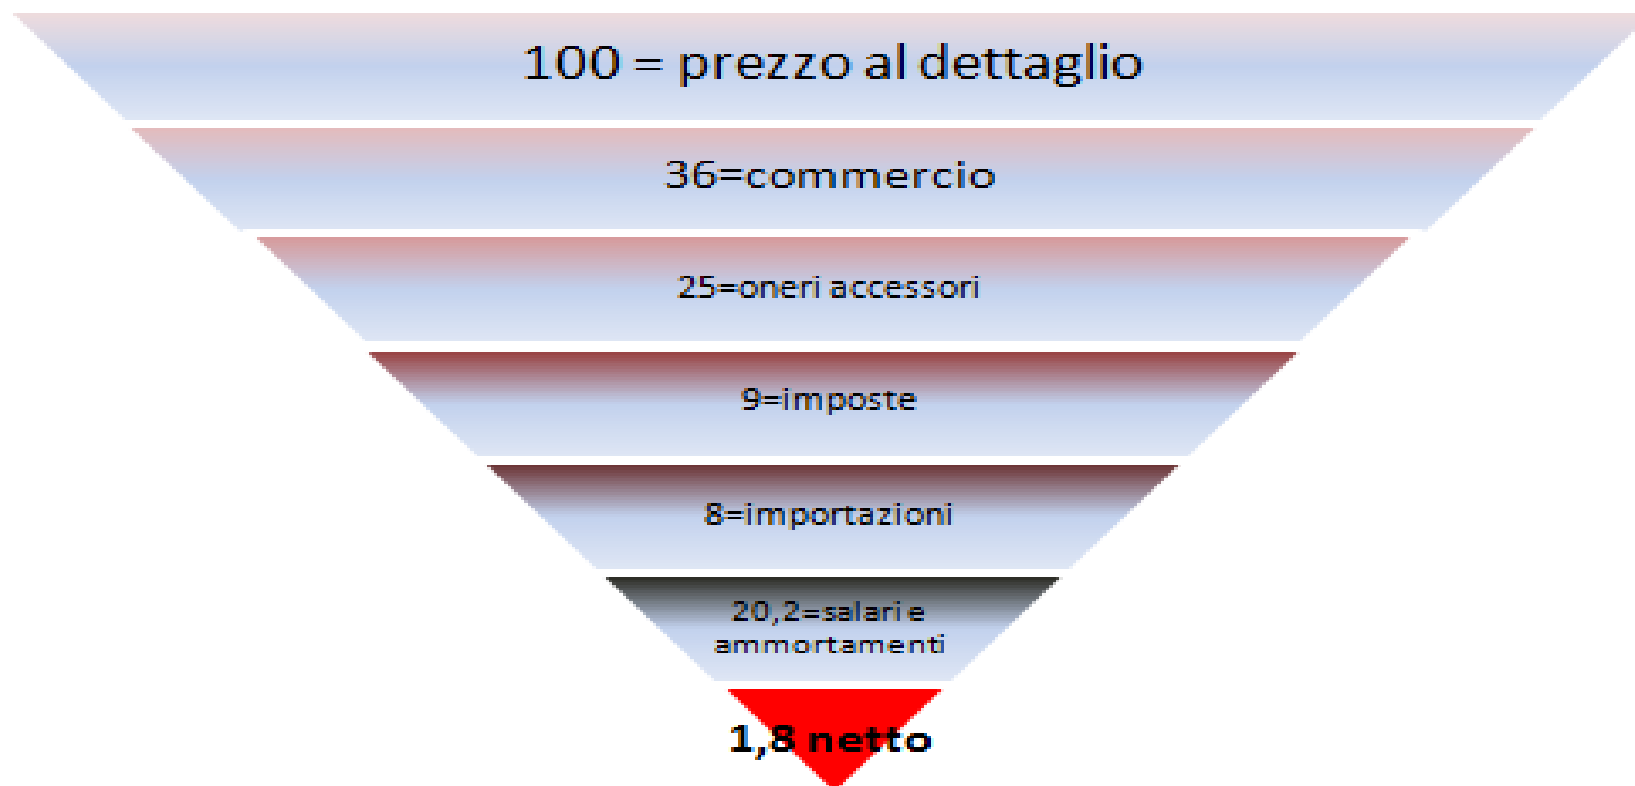 100 = prezzo al dettaglio
36=commercio
25=oneri accessori
9=imposte
8=importazioni
20,2=salari e
ammortamenti
1,8 netto